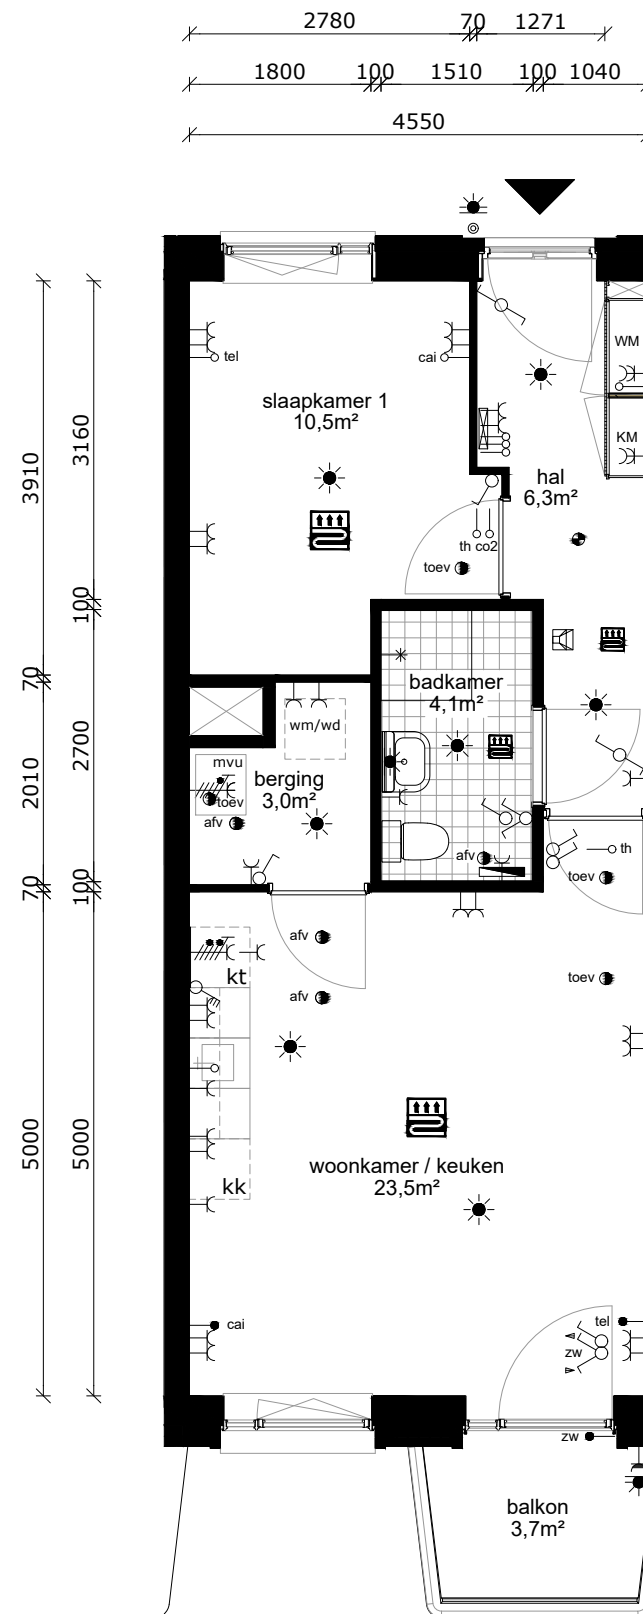 2780
70
1271
1800
100
1510
100
1040
4550
3910
3160
100
70
2700
2010
70
100
5000
5000
tel
cai
slaapkamer 1
10,5m²
WM
KM
hal
6,3m²
th co2
toev
badkamer
4,1m²
wm/wd
mvu
toev
berging
3,0m²
afv
afv
th
toev
afv
kt
afv
toev
woonkamer / keuken
23,5m²
kk
cai
tel
zw
zw
balkon
3,7m²